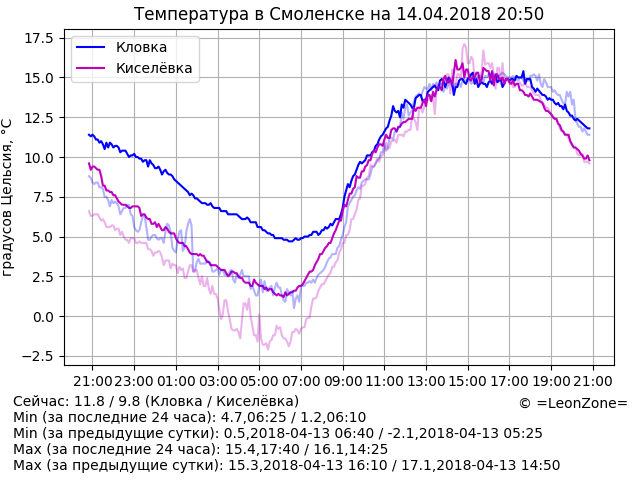 Температура в Смоленске на 14.04.2018 20:50
градусов Цельсия, °C
17.5
15.0
12.5
10.0
7.5
5.0
2.5
0.0
−2.5
Кловка
Киселёвка
21:00 23:00 01:00 03:00 05:00 07:00 09:00 11:00 13:00 15:00 17:00 19:00 21:00
Сейчас: 11.8 / 9.8 (Кловка / Киселёвка)
© =LeonZone=
Min (за последние 24 часа): 4.7,06:25 / 1.2,06:10
Min (за предыдущие сутки): 0.5,2018-04-13 06:40 / -2.1,2018-04-13 05:25
Max (за последние 24 часа): 15.4,17:40 / 16.1,14:25
Max (за предыдущие сутки): 15.3,2018-04-13 16:10 / 17.1,2018-04-13 14:50